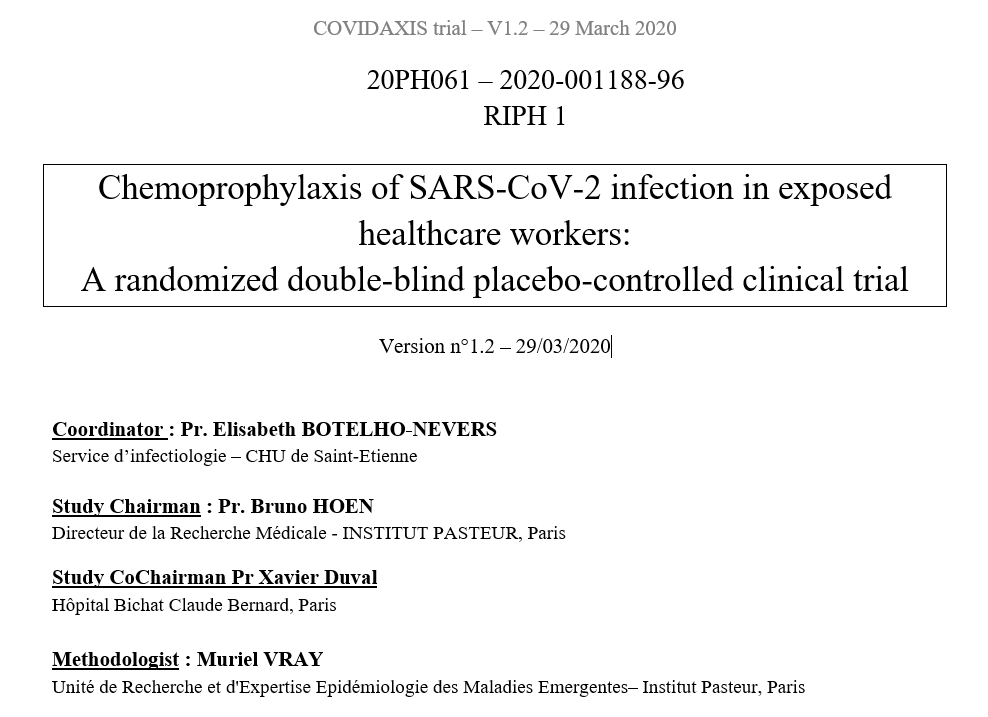 COVIDAXIS trial – V1.2 – 29 March 2020
20PH061 – 2020-001188-96
RIPH 1
Chemoprophylaxis of SARS-CoV-2 infection in exposed
healthcare workers:
A randomized double-blind placebo-controlled clinical trial
Version n°1.2 – 29/03/2020
Coordinator : Pr. Elisabeth BOTELHO-NEVERS
Service d’infectiologie – CHU de Saint-Etienne
Study Chairman : Pr. Bruno HOEN
Directeur de la Recherche Médicale - INSTITUT PASTEUR, Paris
Study CoChairman Pr Xavier Duval
Hôpital Bichat Claude Bernard, Paris
Methodologist : Muriel VRAY
Unité de Recherche et d'Expertise Epidémiologie des Maladies Emergentes– Institut Pasteur, Paris